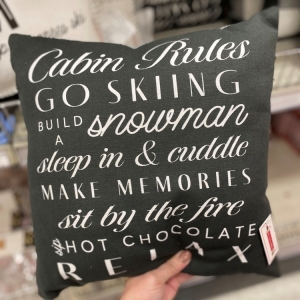 Cabin Rules
GO SKIING
BUILD A snowman
sleep in & cuddle
MAKE MEMORIES
sit by the fire
HOT CHOCOLATE
RELAX